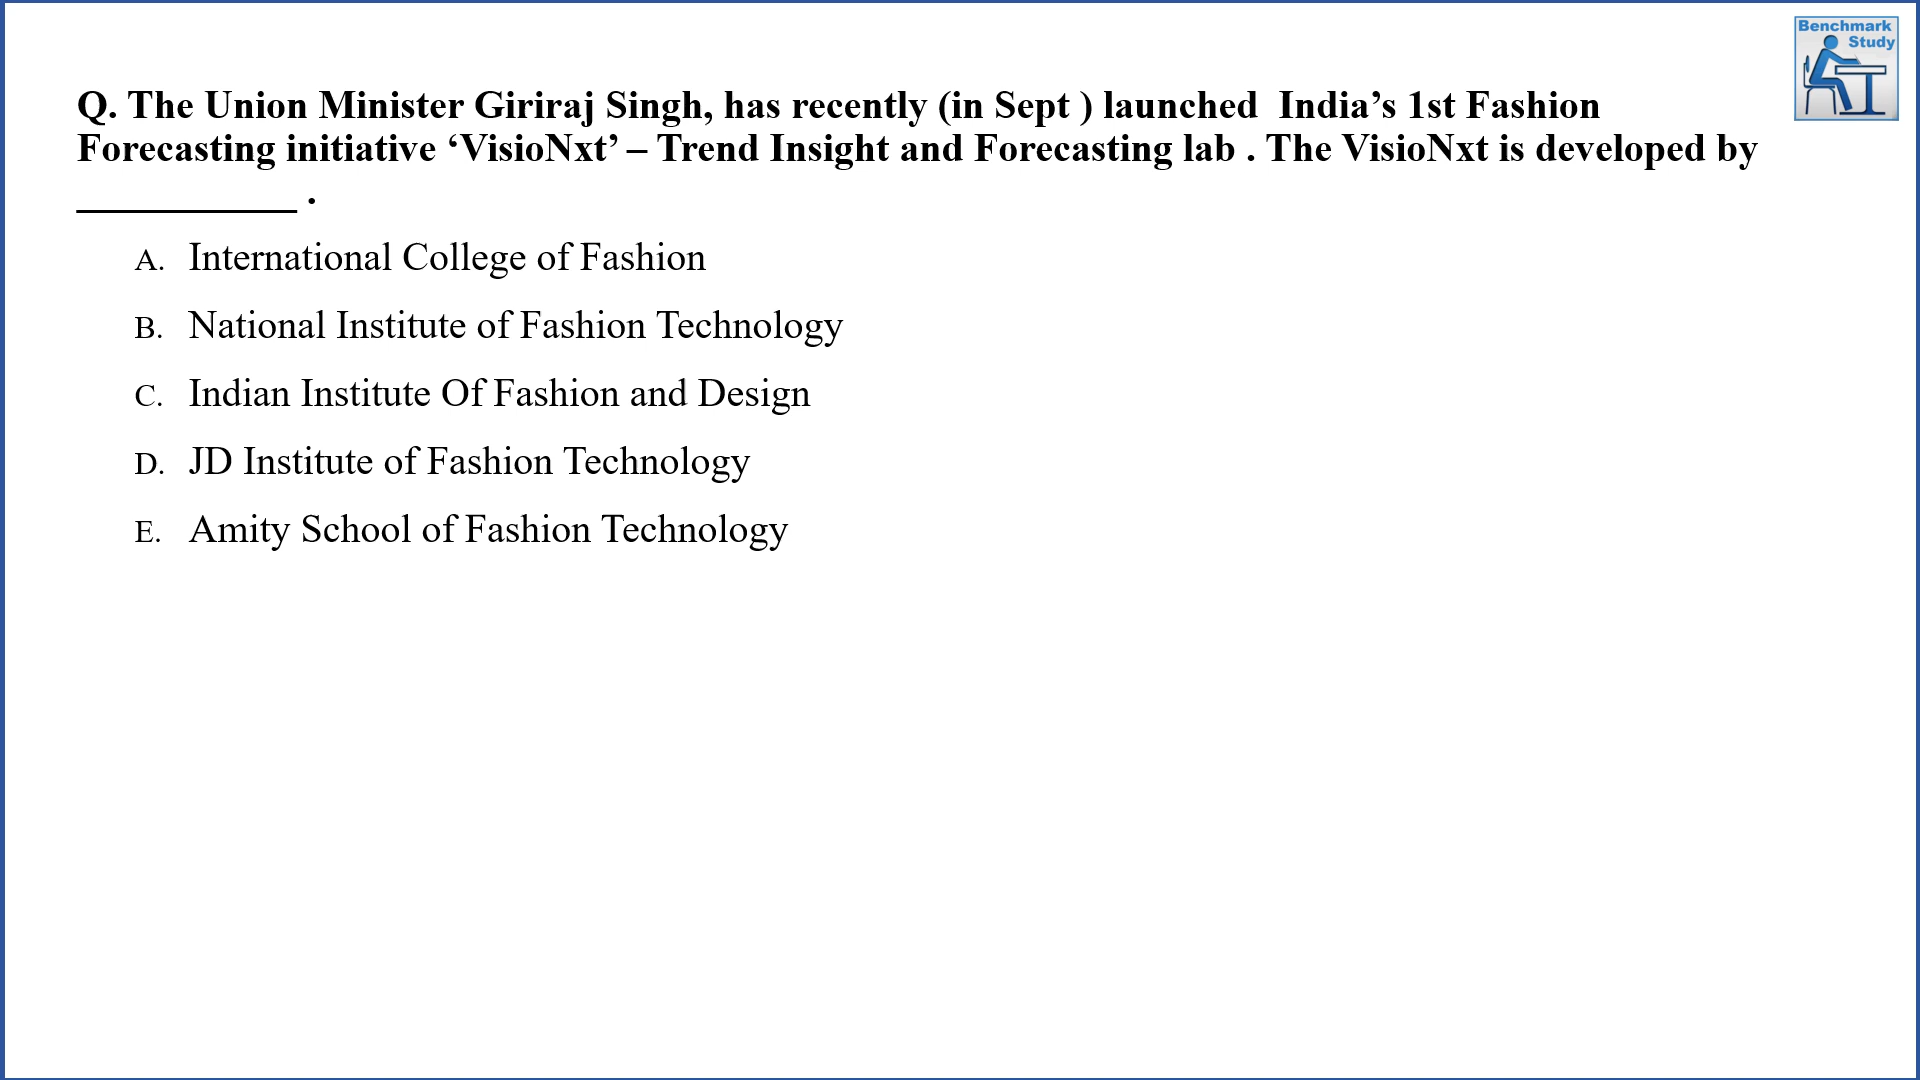 Benchmark
Study
Q. The Union Minister Giriraj Singh, has recently (in Sept ) launched  India’s 1st Fashion
Forecasting initiative ‘VisioNxt’ – Trend Insight and Forecasting lab . The VisioNxt is developed by
___________ .
A. International College of Fashion
B. National Institute of Fashion Technology
C. Indian Institute Of Fashion and Design
D. JD Institute of Fashion Technology
E. Amity School of Fashion Technology